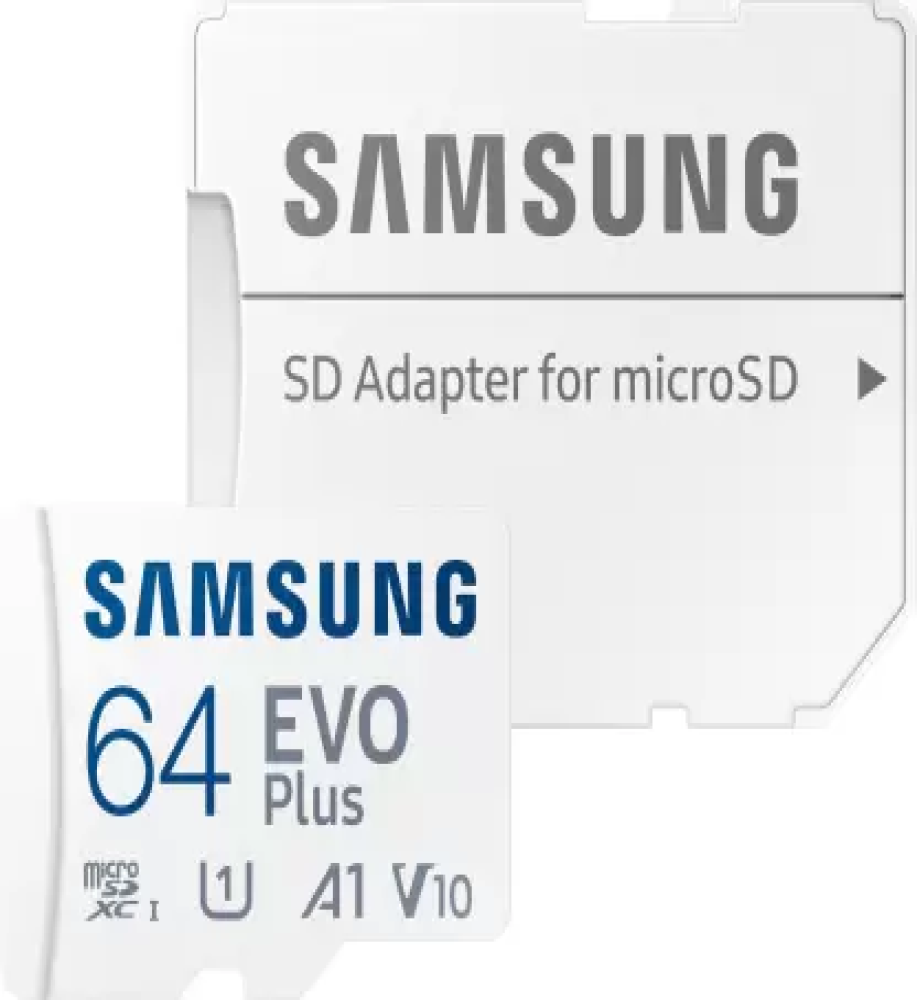 SAMSUNG
SD Adapter for microSD ▶
SAMSUNG
64 EVO
Plus
micro
SD
XC I U1 A1 V10